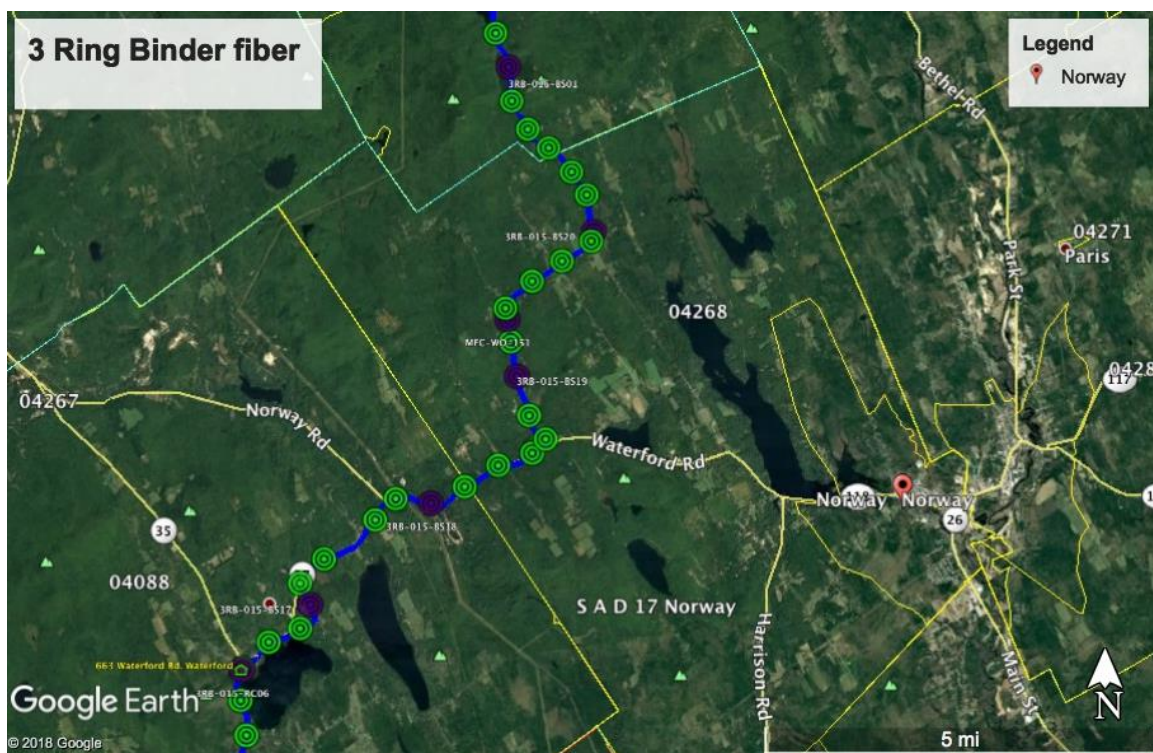 3 Ring Binder fiber
Legend
Norway
3RB-016-BS01
Bethel Rd
04271
Paris
3RB-015-BS20
Park St
04268
MFC-WO-151
3RB-015-BS19
117
04267
Norway Rd
Waterford Rd
Norway
Norway
26
3RB-015-BS18
35
04088
3RB-015-BS17
S A D 17 Norway
Harrison Rd
Main St
663 Waterford Rd. Waterford
3RB-015-RC06
Google Earth
N
© 2018 Google
5 mi